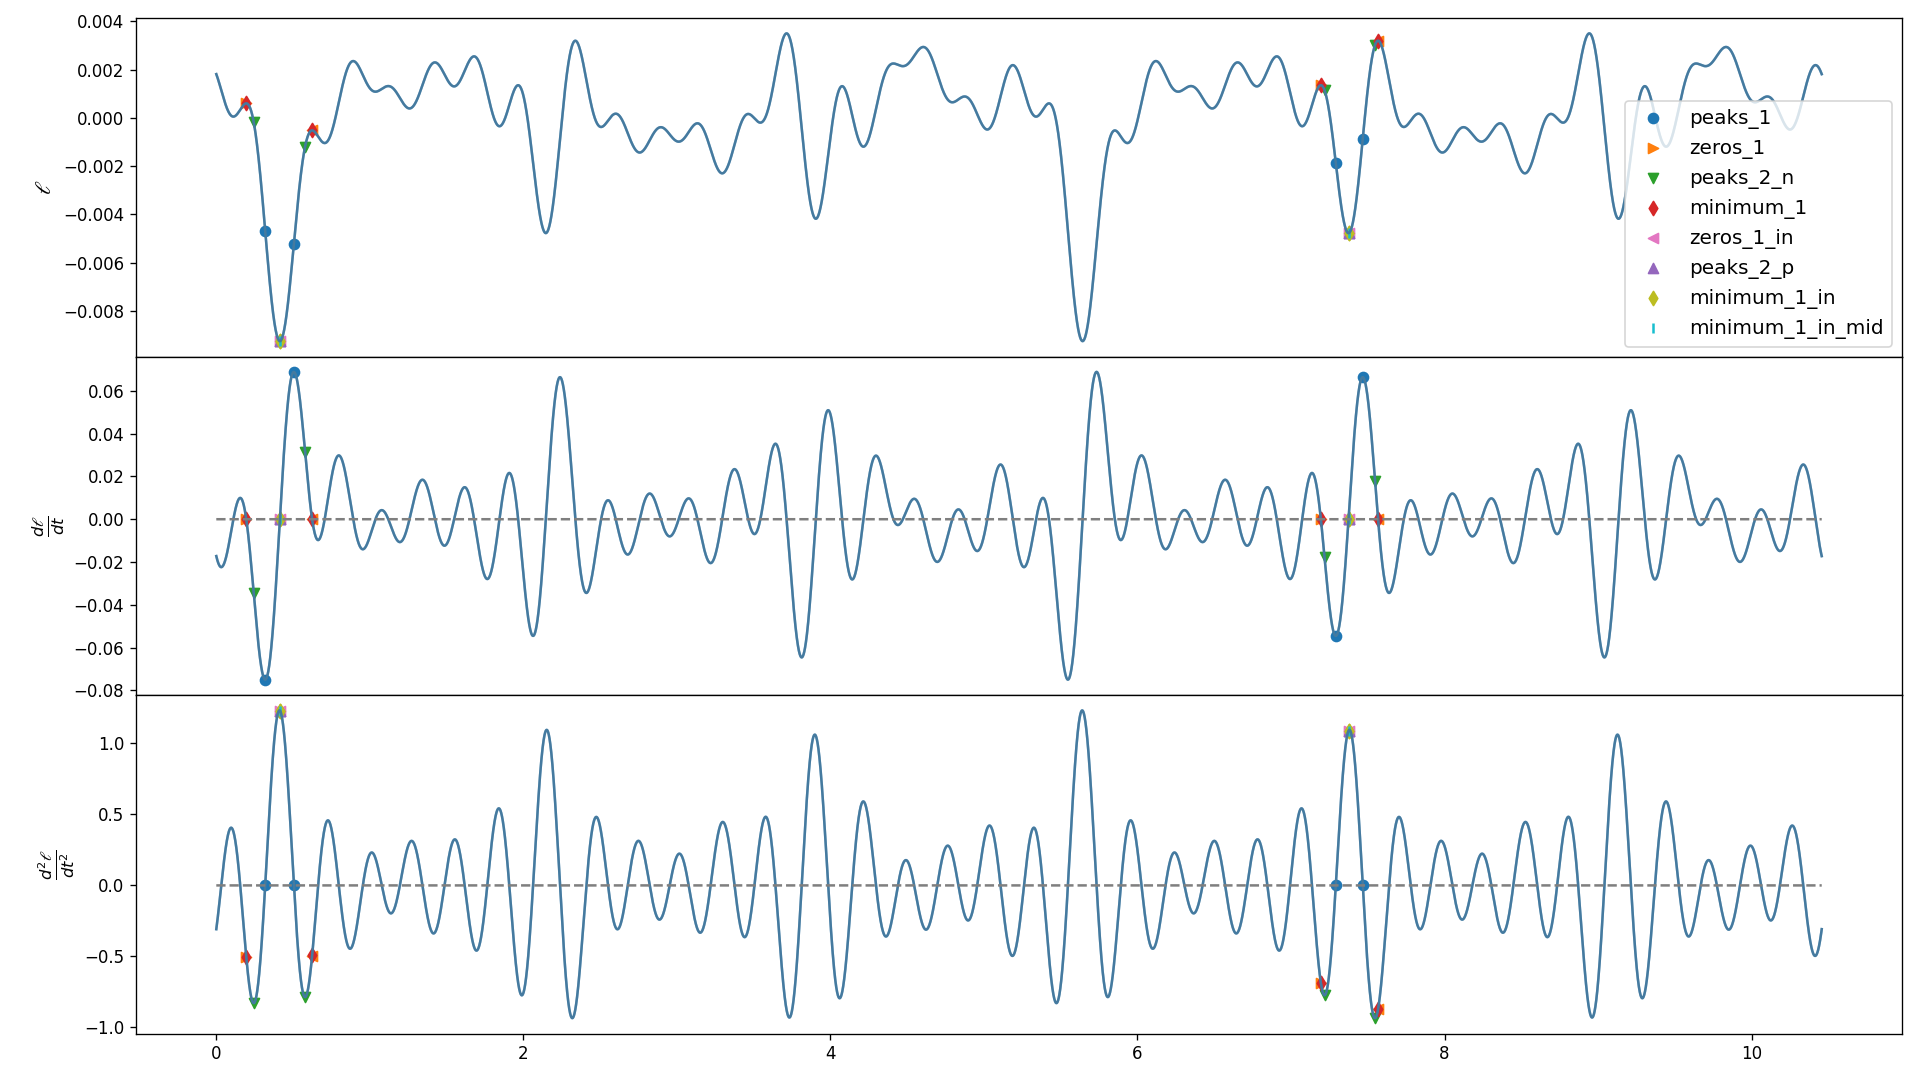 0.004
0.002
0.000
−0.002
−0.004
−0.006
−0.008
ℓ
peaks_1
zeros_1
peaks_2_n
minimum_1
zeros_1_in
peaks_2_p
minimum_1_in
minimum_1_in_mid
0.06
0.04
0.02
0.00
−0.02
−0.04
−0.06
−0.08
dℓ/dt
1.0
0.5
0.0
−0.5
−1.0
d²ℓ/dt²
0 2 4 6 8 10